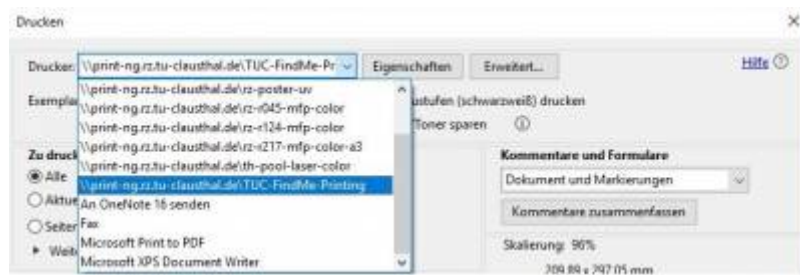 Drucken
Drucker: \\print-ng.rz.tu-clausthal.de\TUC-FindMe-Pr Eigenschaften Erweitert... Hilfe
\\print-ng.rz.tu-clausthal.de\rz-poster-uv
\\print-ng.rz.tu-clausthal.de\rz-r045-mfp-color
\\print-ng.rz.tu-clausthal.de\rz-r124-mfp-color
\\print-ng.rz.tu-clausthal.de\rz-r217-mfp-color-a3
\\print-ng.rz.tu-clausthal.de\th-pool-laser-color
\\print-ng.rz.tu-clausthal.de\TUC-FindMe-Printing
An OneNote 16 senden
Fax
Microsoft Print to PDF
Microsoft XPS Document Writer
Exemplar
ustufen (schwarzweiß) drucken
Toner sparen
Zu druck
Alle
Aktue
Seiten
Weit
Kommentare und Formulare
Dokument und Markierungen
Kommentare zusammenfassen
Skalierung: 96%
209,89 x 297,05 mm